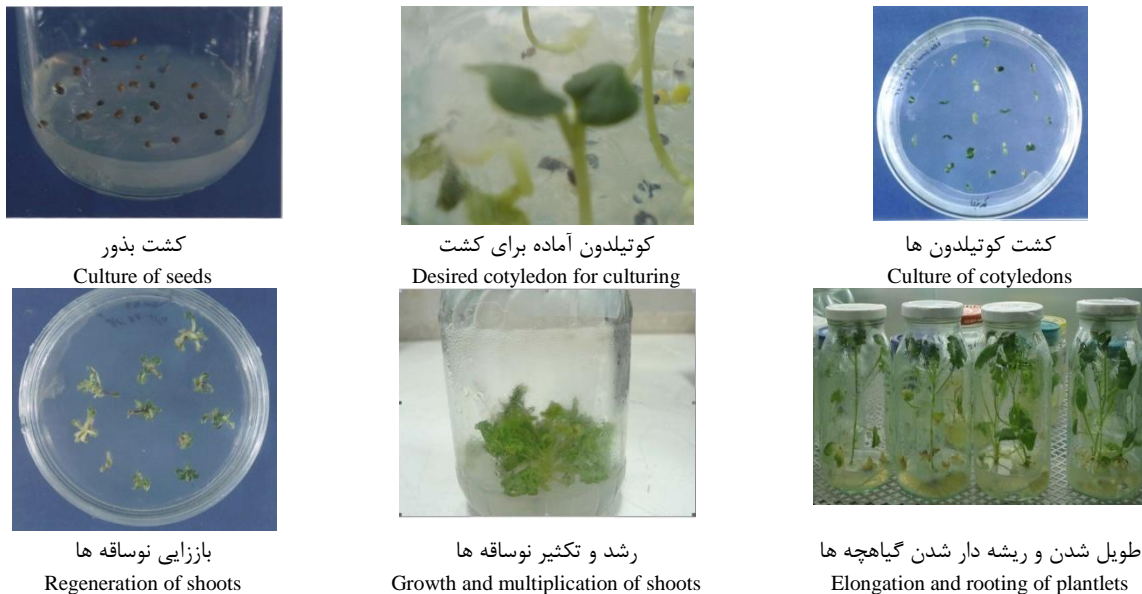 کشت بذور
Culture of seeds
کوتیلدون آماده برای کشت
Desired cotyledon for culturing
کشت کوتیلدون ها
Culture of cotyledons
باززایی نوساقه ها
Regeneration of shoots
رشد و تکثیر نوساقه ها
Growth and multiplication of shoots
طویل شدن و ریشه دار شدن گیاهچه ها
Elongation and rooting of plantlets